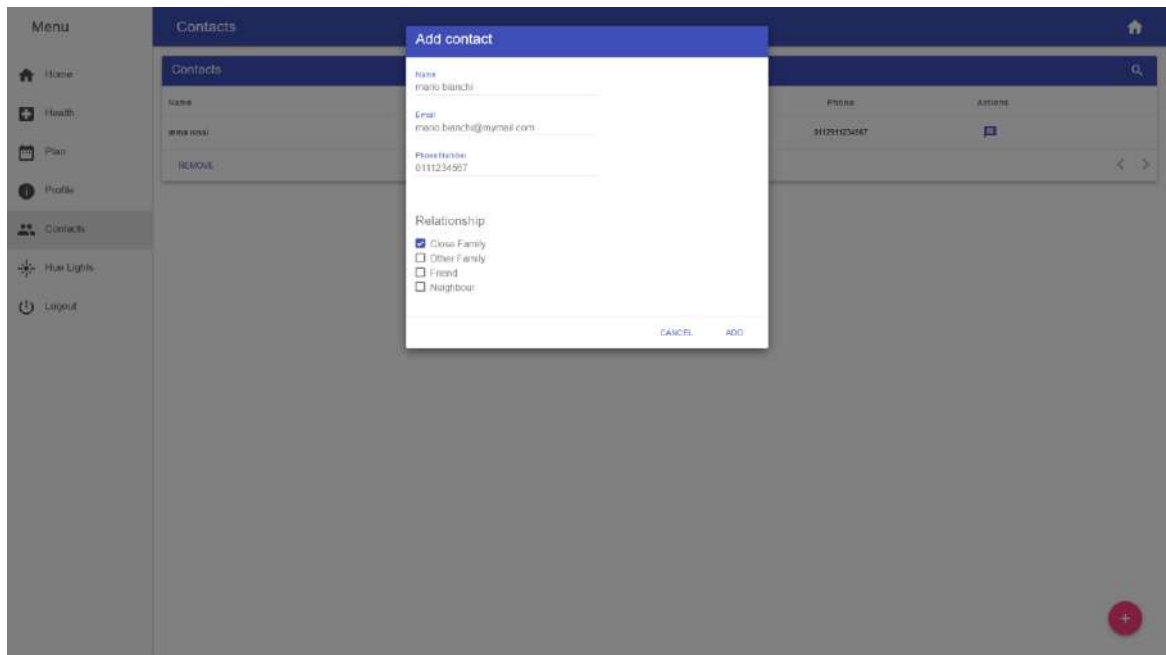 Menu
Contacts
Home
Health
Plan
Profile
Contacts
Hue Lights
Logout
Contacts
Name
Phone
Actions
anna rossi
REMOVE
Add contact
Name
mario bianchi
Email
mario.bianchi@mymail.com
Phone Number
0111234567
Relationship
Close Family
Other Family
Friend
Neighbour
CANCEL
ADD